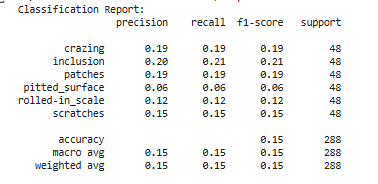 Classification Report:
precision recall f1-score support
crazing 0.19 0.19 0.19 48
inclusion 0.20 0.21 0.21 48
patches 0.19 0.19 0.19 48
pitted_surface 0.06 0.06 0.06 48
rolled-in_scale 0.12 0.12 0.12 48
scratches 0.15 0.15 0.15 48
accuracy 0.15 288
macro avg 0.15 0.15 0.15 288
weighted avg 0.15 0.15 0.15 288